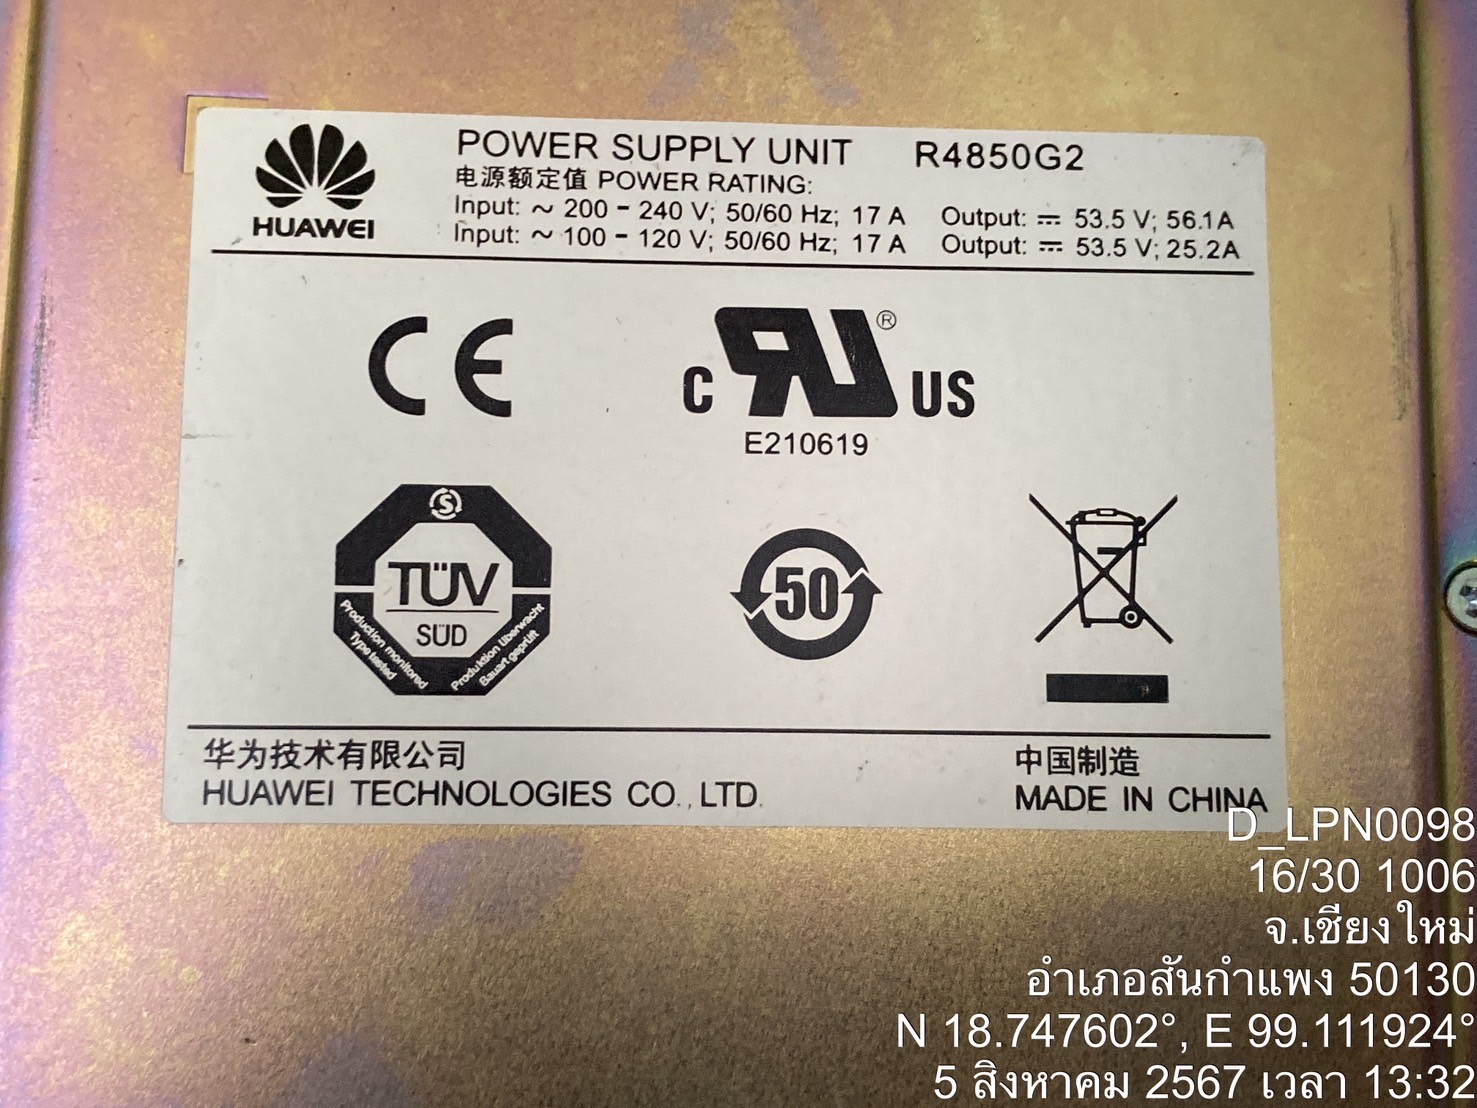 HUAWEI
POWER SUPPLY UNIT R4850G2
电源额定值 POWER RATING:
Input: ~ 200 - 240 V; 50/60 Hz; 17 A Output: ⎓ 53.5 V; 56.1A
Input: ~ 100 - 120 V; 50/60 Hz; 17 A Output: ⎓ 53.5 V; 25.2A
CE
C RU ® US
E210619
S
TÜV
SÜD
Production monitored
Type tested
Produktion überwacht
Bauart geprüft
50
华为技术有限公司
HUAWEI TECHNOLOGIES CO., LTD.
中国制造
MADE IN CHINA
D_LPN0098
16/30 1006
จ.เชียงใหม่
อำเภอสันกำแพง 50130
N 18.747602°, E 99.111924°
5 สิงหาคม 2567 เวลา 13:32